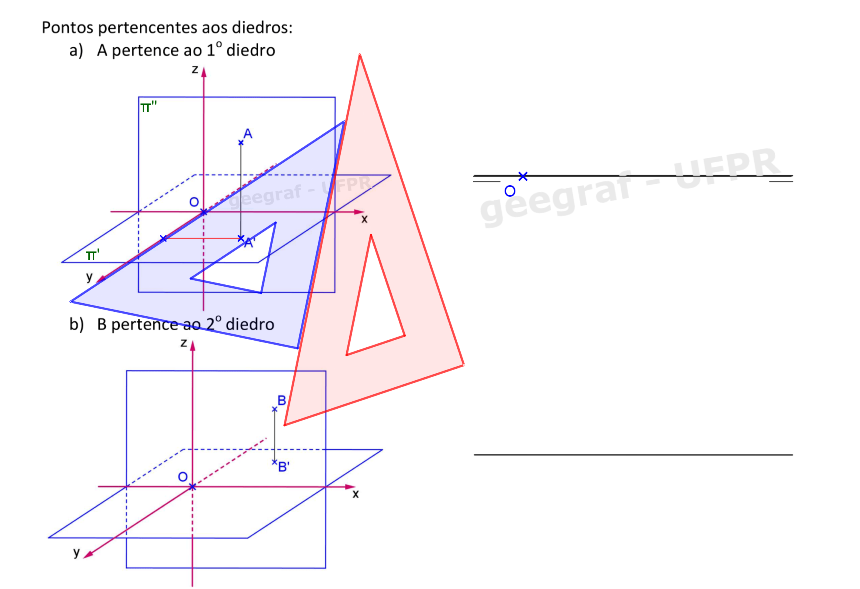 Pontos pertencentes aos diedros:
a) A pertence ao 1º diedro
z
π''
A
O
geegraf - UFPR
x
A'
π'
y
O
geegraf - UFPR
b) B pertence ao 2º diedro
z
B
B'
O
x
y